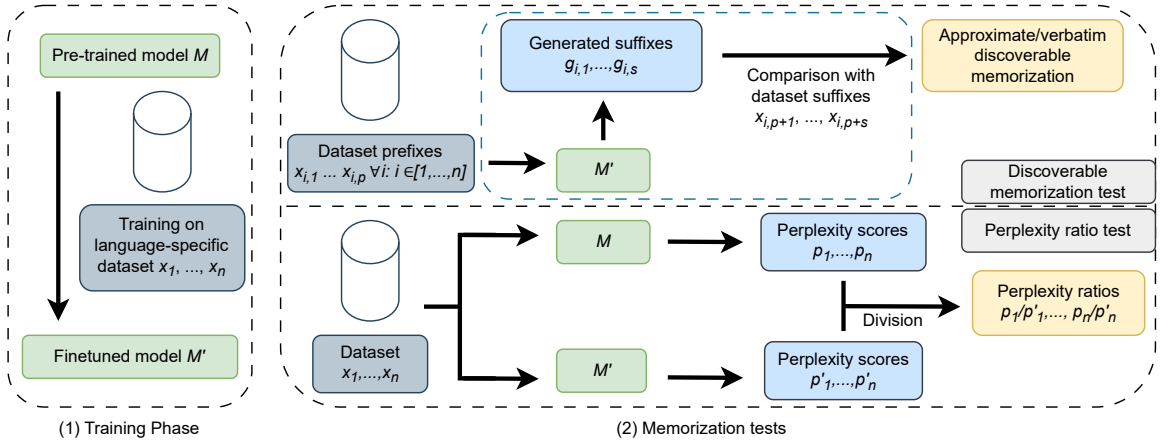 Pre-trained model M
Training on
language-specific
dataset x₁, ..., xₙ
Finetuned model M'
(1) Training Phase
Dataset prefixes
xᵢ,₁ ... xᵢ,ₚ ∀i: i ∈[1,...,n]
Generated suffixes
gᵢ,₁,...,gᵢ,ₛ
M'
Comparison with
dataset suffixes
xᵢ,ₚ₊₁, ..., xᵢ,ₚ₊ₛ
Approximate/verbatim
discoverable
memorization
Discoverable
memorization test
Perplexity ratio test
Dataset
x₁,...,xₙ
M
Perplexity scores
p₁,...,pₙ
M'
Perplexity scores
p'₁,...,p'ₙ
Division
Perplexity ratios
p₁/p'₁,..., pₙ/p'ₙ
(2) Memorization tests